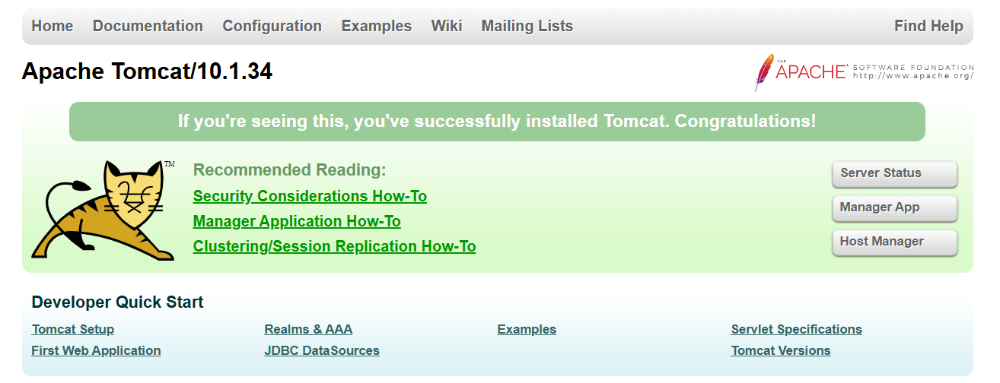 Home Documentation Configuration Examples Wiki Mailing Lists Find Help
Apache Tomcat/10.1.34
THE
APACHE® SOFTWARE FOUNDATION
http://www.apache.org/
If you're seeing this, you've successfully installed Tomcat. Congratulations!
TM
Recommended Reading:
Security Considerations How-To
Manager Application How-To
Clustering/Session Replication How-To
Server Status
Manager App
Host Manager
Developer Quick Start
Tomcat Setup Realms & AAA Examples Servlet Specifications
First Web Application JDBC DataSources Tomcat Versions